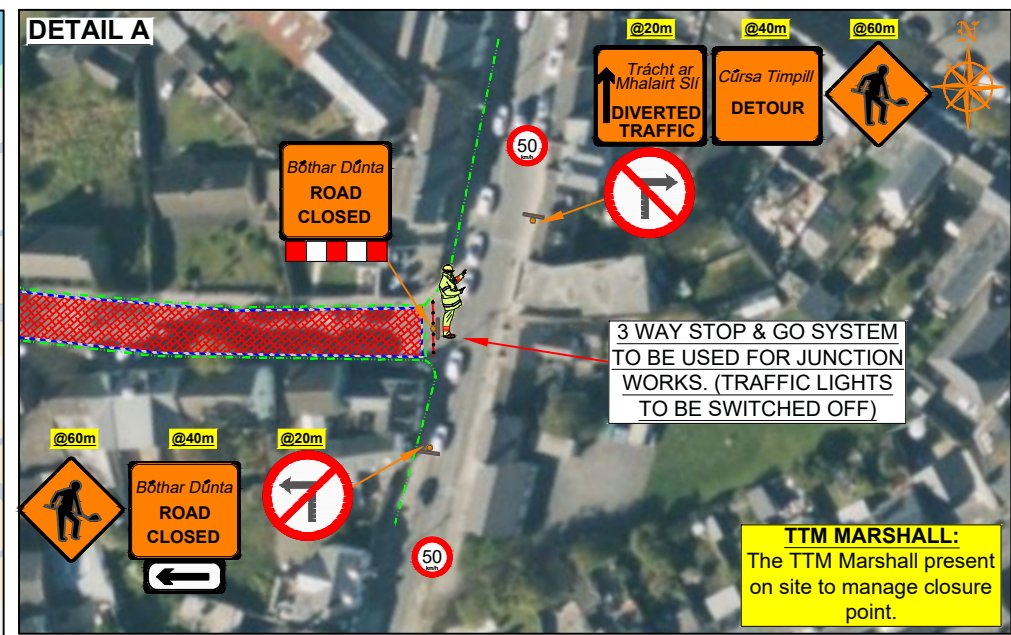 DETAIL A
@20m
@40m
@60m
N
Trácht ar
Mhalairt Slí
DIVERTED
TRAFFIC
Cúrsa Timpill
DETOUR
50
km/h
Bóthar Dúnta
ROAD
CLOSED
3 WAY STOP & GO SYSTEM
TO BE USED FOR JUNCTION
WORKS. (TRAFFIC LIGHTS
TO BE SWITCHED OFF)
@60m
@40m
@20m
Bóthar Dúnta
ROAD
CLOSED
50
km/h
TTM MARSHALL:
The TTM Marshall present
on site to manage closure
point.